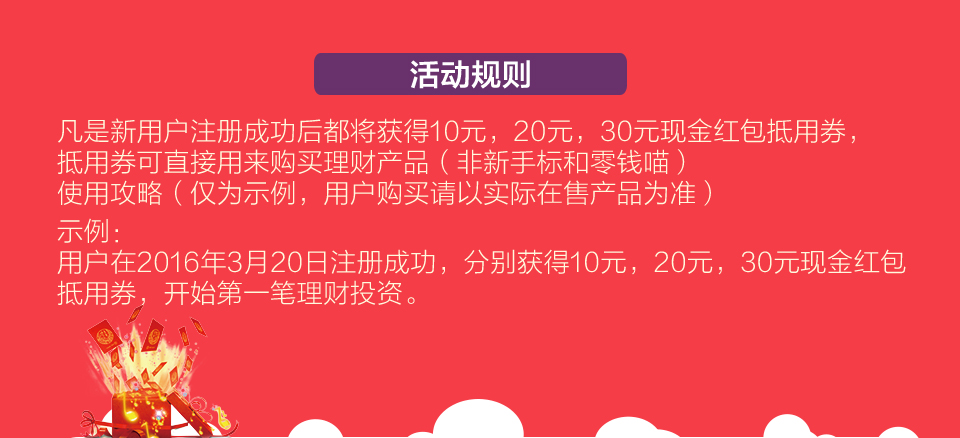 活动规则
凡是新用户注册成功后都将获得10元，20元，30元现金红包抵用券，
抵用券可直接用来购买理财产品（非新手标和零钱喵）
使用攻略（仅为示例，用户购买请以实际在售产品为准）
示例：
用户在2016年3月20日注册成功，分别获得10元，20元，30元现金红包
抵用券，开始第一笔理财投资。